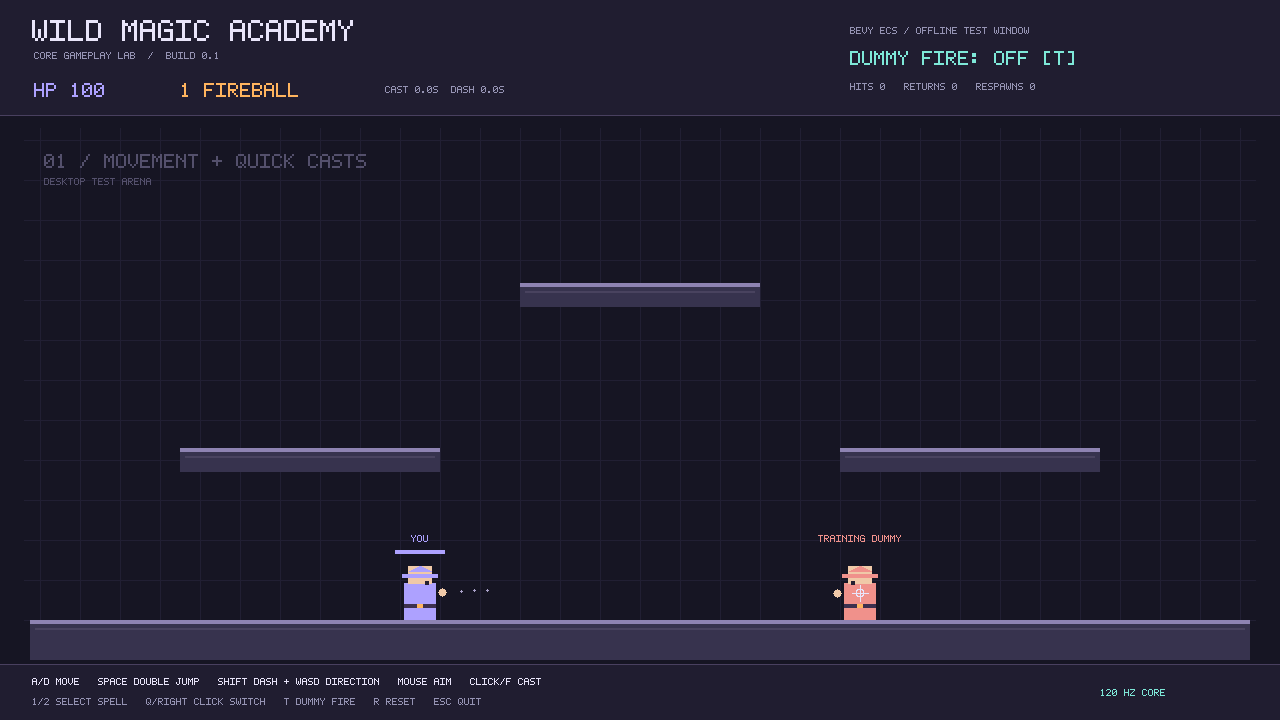 WILD MAGIC ACADEMY
CORE GAMEPLAY LAB / BUILD 0.1
HP 100
1 FIREBALL
CAST 0.0S DASH 0.0S
BEVY ECS / OFFLINE TEST WINDOW
DUMMY FIRE: OFF [T]
HITS 0 RETURNS 0 RESPAWNS 0
01 / MOVEMENT + QUICK CASTS
DESKTOP TEST ARENA
YOU
TRAINING DUMMY
A/D MOVE SPACE DOUBLE JUMP SHIFT DASH + WASD DIRECTION MOUSE AIM CLICK/F CAST
1/2 SELECT SPELL Q/RIGHT CLICK SWITCH T DUMMY FIRE R RESET ESC QUIT
120 HZ CORE